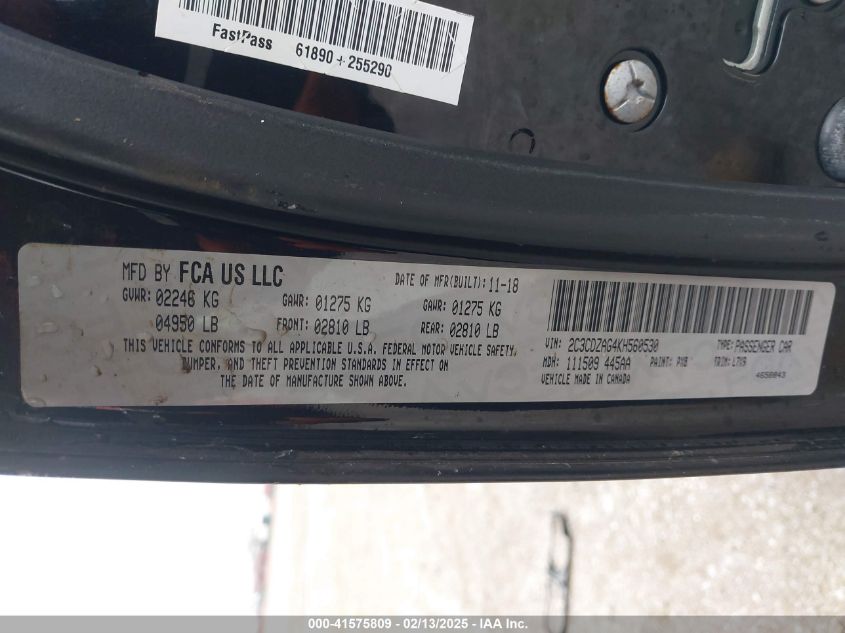 FastPass 61890 + 255290
MFD BY FCA US LLC DATE OF MFR(BUILT): 11-18
GVWR: 02246 KG GAWR: 01275 KG GAWR: 01275 KG
04950 LB FRONT: 02810 LB REAR: 02810 LB
THIS VEHICLE CONFORMS TO ALL APPLICABLE U.S.A. FEDERAL MOTOR VEHICLE SAFETY,
BUMPER, AND THEFT PREVENTION STANDARDS IN EFFECT ON
THE DATE OF MANUFACTURE SHOWN ABOVE.
VIN: 2C3CDZAG4KH560530 TYPE: PASSENGER CAR
MDH: 111509 445AA PAINT: PX8 TRIM: L7X9
VEHICLE MADE IN CANADA 4658043
000-41575809 - 02/13/2025 - IAA Inc.